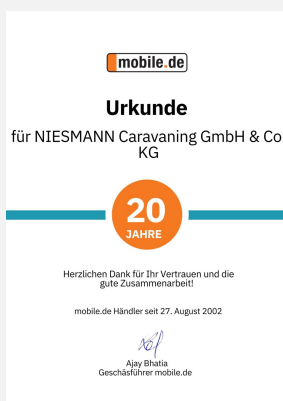 mobile.de
Urkunde
für NIESMANN Caravaning GmbH & Co
KG
20
JAHRE
Herzlichen Dank für Ihr Vertrauen und die
gute Zusammenarbeit!
mobile.de Händler seit 27. August 2002
Ajay Bhatia
Geschäsführer mobile.de